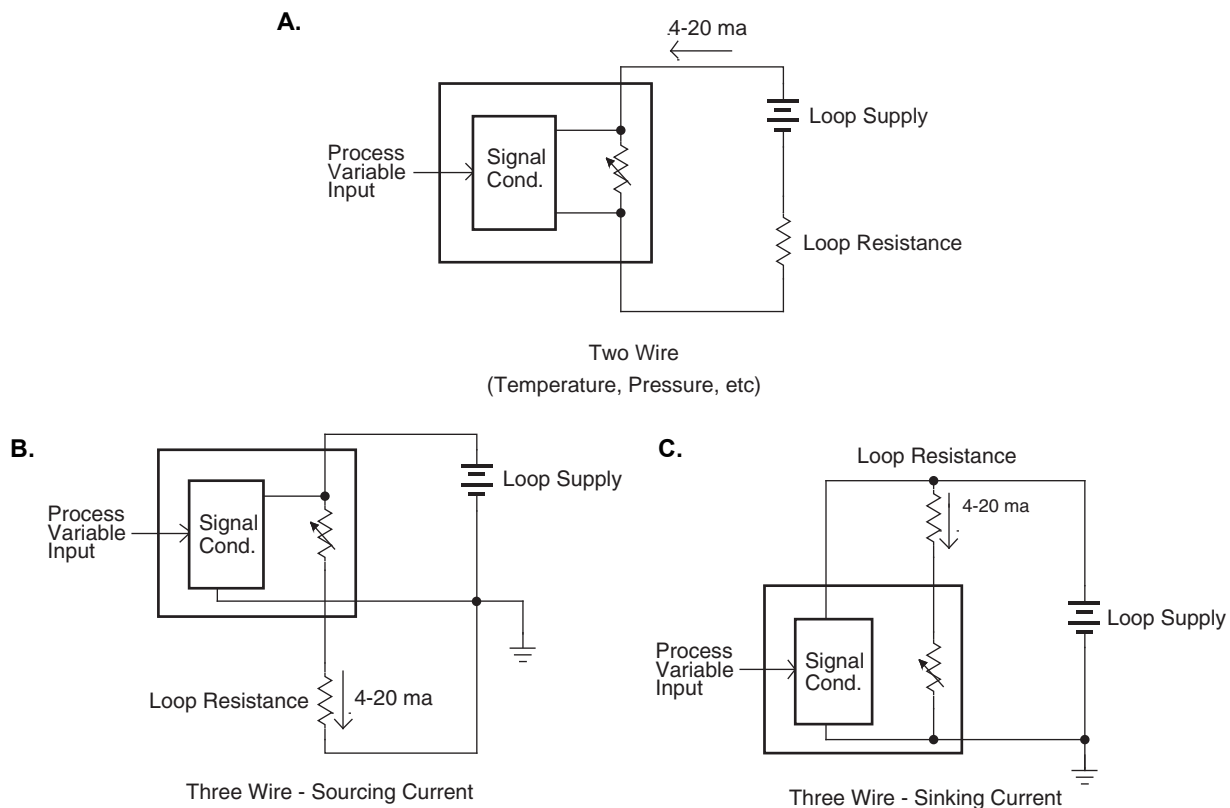 A.
4-20 ma
Loop Supply
Process
Variable
Input
Signal
Cond.
Loop Resistance
Two Wire
(Temperature, Pressure, etc)
B.
Loop Supply
Process
Variable
Input
Signal
Cond.
Loop Resistance
4-20 ma
Three Wire - Sourcing Current
C.
Loop Resistance
4-20 ma
Loop Supply
Process
Variable
Input
Signal
Cond.
Three Wire - Sinking Current